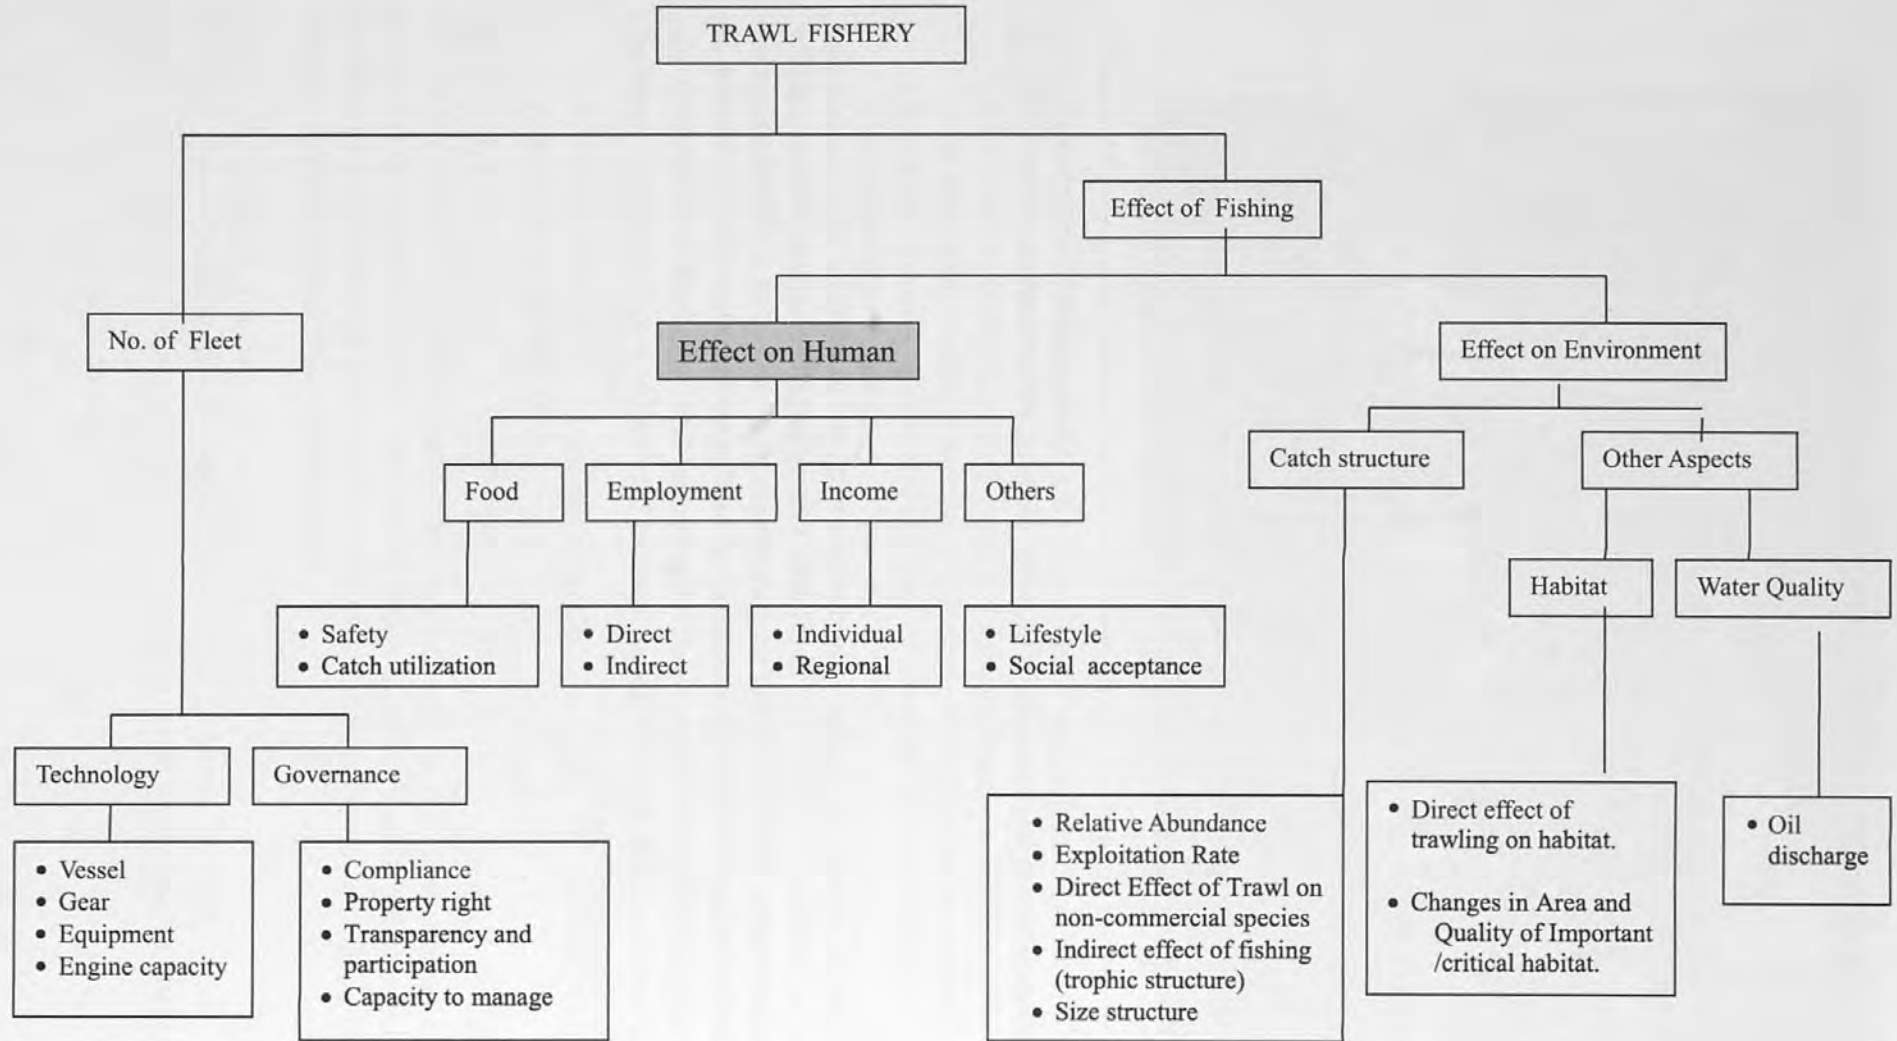 TRAWL FISHERY
Effect of Fishing
No. of Fleet
Effect on Human
Effect on Environment
Catch structure
Other Aspects
Food
Employment
Income
Others
Habitat
Water Quality
• Safety
• Catch utilization
• Direct
• Indirect
• Individual
• Regional
• Lifestyle
• Social acceptance
Technology
Governance
• Vessel
• Gear
• Equipment
• Engine capacity
• Compliance
• Property right
• Transparency and
participation
• Capacity to manage
• Relative Abundance
• Exploitation Rate
• Direct Effect of Trawl on
non-commercial species
• Indirect effect of fishing
(trophic structure)
• Size structure
• Direct effect of
trawling on habitat.
• Changes in Area and
Quality of Important
/critical habitat.
• Oil
discharge